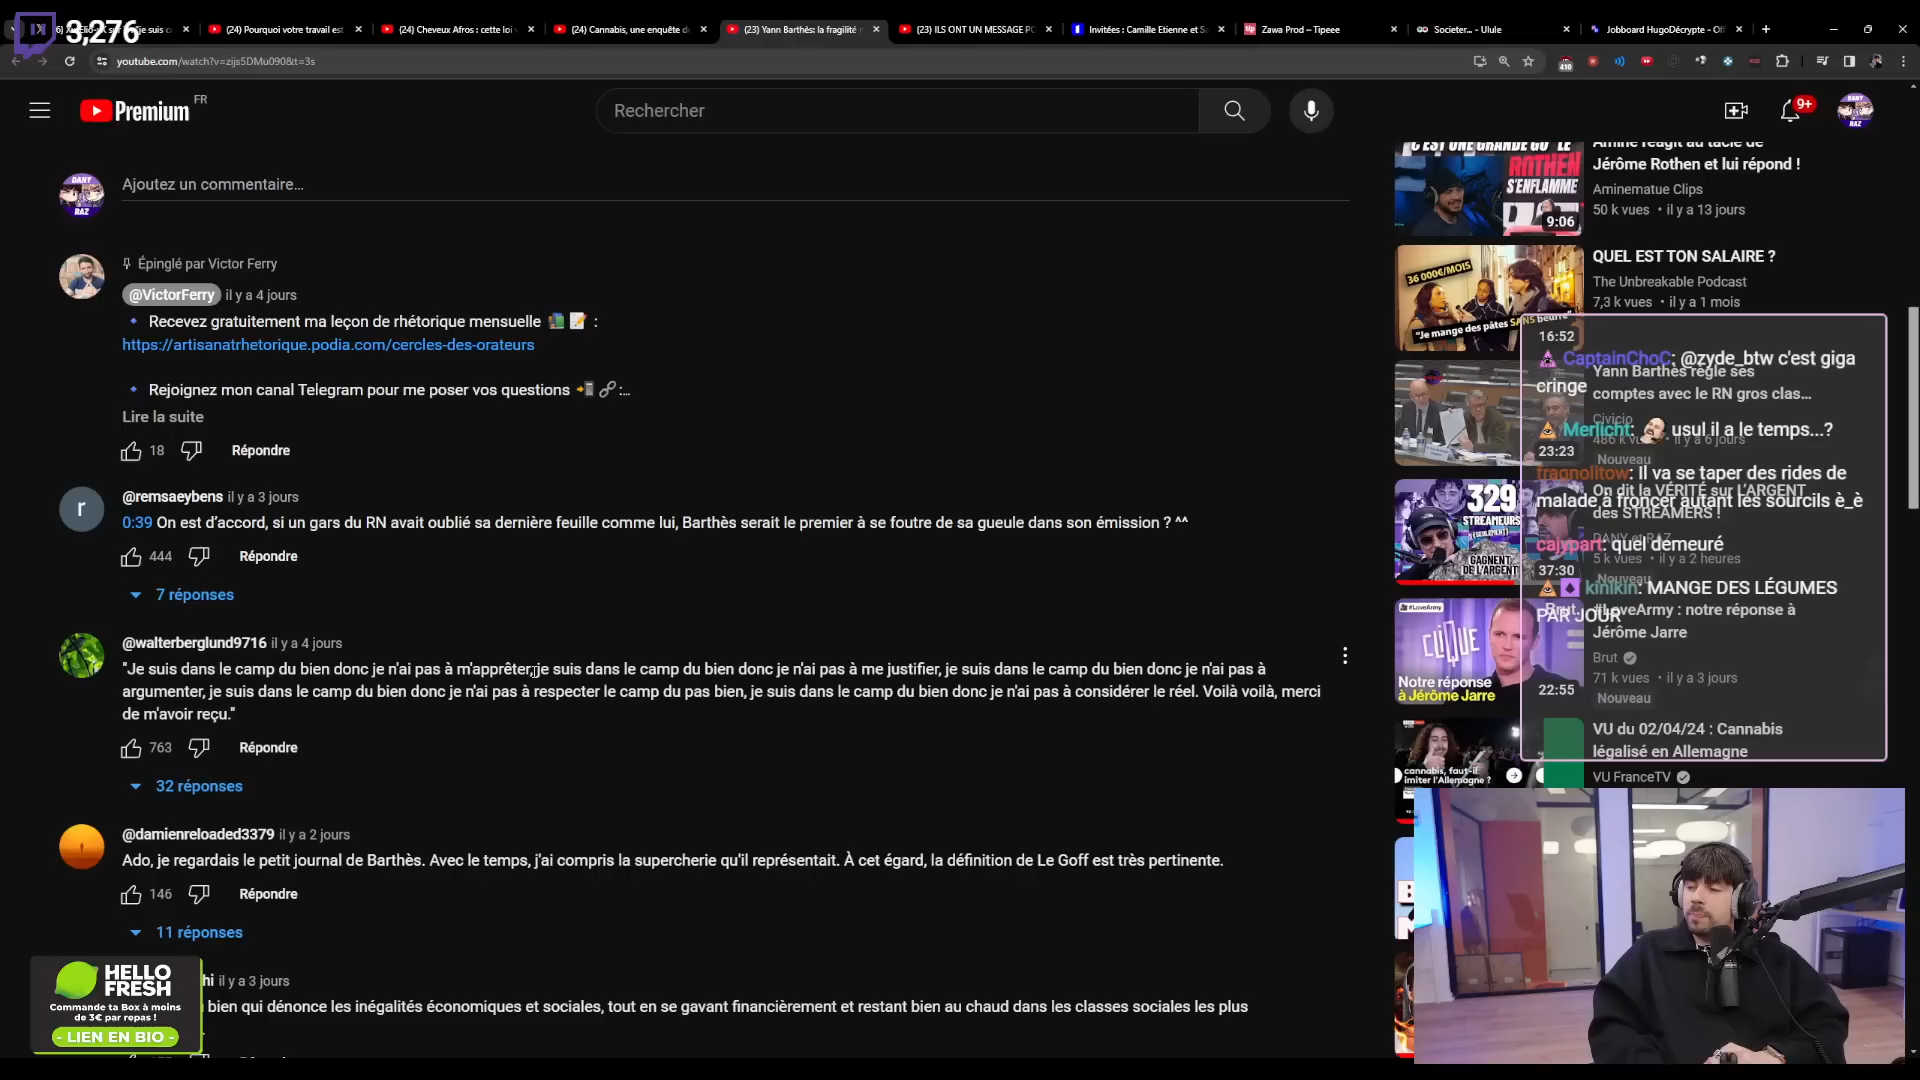 3,276
(24) Pourquoi votre travail est
(24) Cheveux Afros : cette loi v
(24) Cannabis, une enquête d
(23) Yann Barthès: la fragilité
(23) ILS ONT UN MESSAGE PO
Invitées : Camille Etienne et Sa
Zawa Prod – Tipeee
Societer... - Ulule
Jobboard HugoDécrypte - Of
youtube.com/watch?v=zijs5DMu090&t=3s
410
Premium FR
Rechercher
9+
DANY RAZ
Ajoutez un commentaire…
Épinglé par Victor Ferry
@VictorFerry il y a 4 jours
Recevez gratuitement ma leçon de rhétorique mensuelle :
https://artisanatrhetorique.podia.com/cercles-des-orateurs
Rejoignez mon canal Telegram pour me poser vos questions :…
Lire la suite
18 Répondre
r
@remsaeybens il y a 3 jours
0:39 On est d’accord, si un gars du RN avait oublié sa dernière feuille comme lui, Barthès serait le premier à se foutre de sa gueule dans son émission ? ^^
444 Répondre
7 réponses
@walterberglund9716 il y a 4 jours
"Je suis dans le camp du bien donc je n'ai pas à m'apprêter, je suis dans le camp du bien donc je n'ai pas à me justifier, je suis dans le camp du bien donc je n'ai pas à
argumenter, je suis dans le camp du bien donc je n'ai pas à respecter le camp du pas bien, je suis dans le camp du bien donc je n'ai pas à considérer le réel. Voilà voilà, merci
de m'avoir reçu."
763 Répondre
32 réponses
@damienreloaded3379 il y a 2 jours
Ado, je regardais le petit journal de Barthès. Avec le temps, j'ai compris la supercherie qu'il représentait. À cet égard, la définition de Le Goff est très pertinente.
146 Répondre
11 réponses
hi il y a 3 jours
bien qui dénonce les inégalités économiques et sociales, tout en se gavant financièrement et restant bien au chaud dans les classes sociales les plus
HELLO
FRESH
Commande ta Box à moins
de 3€ par repas !
- LIEN EN BIO -
C'EST UNE GRANDE GU*LE
ROTHEN
S'ENFLAMME
9:06
Amine réagit au tacle de
Jérôme Rothen et lui répond !
Aminematue Clips
50 k vues • il y a 13 jours
36 000€/MOIS
"Je mange des pâtes SANS beurre"
16:52
QUEL EST TON SALAIRE ?
The Unbreakable Podcast
7,3 k vues • il y a 1 mois
CaptainChoC: @zyde_btw c'est giga
cringe
Yann Barthès règle ses
comptes avec le RN gros clas...
Civicio
486 k vues • il y a 6 jours
Nouveau
23:23
Merlicht: usul il a le temps...?
fragnolitow: Il va se taper des rides de
malade à froncer autant les sourcils è_é
329
STREAMEURS
(SEULEMENT)
GAGNENT
DE L'ARGENT
37:30
On dit la VÉRITÉ sur L'ARGENT
des STREAMERS !
DANY et RAZ
5 k vues • il y a 2 heures
Nouveau
cajypart: quel demeuré
kinikin: MANGE DES LÉGUMES
PAR JOUR
#LoveArmy
CLIQUE
Notre réponse
à Jérôme Jarre
22:55
Brut. #LoveArmy : notre réponse à
Jérôme Jarre
Brut
71 k vues • il y a 3 jours
Nouveau
cannabis, faut-il
imiter l'Allemagne ?
VU du 02/04/24 : Cannabis
légalisé en Allemagne
VU FranceTV